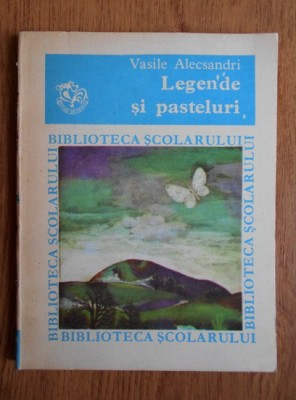 Vasile Alecsandri
Legende
și pasteluri
BIBLIOTECA ȘCOLARULUI
BIBLIOTECA ȘCOLARULUI
BIBLIOTECA ȘCOLARULUI
BIBLIOTECA ȘCOLARULUI